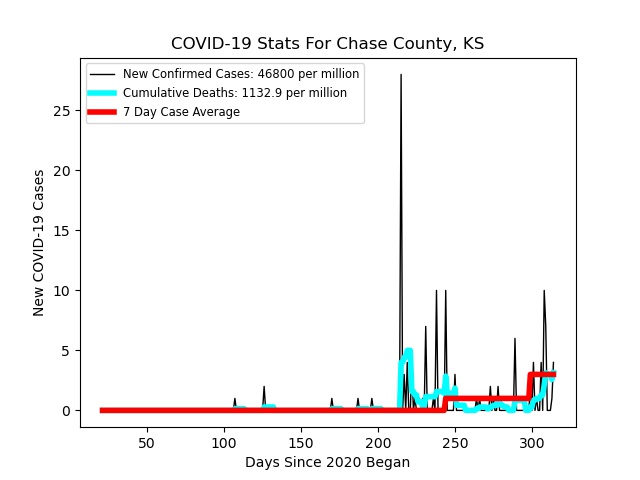 COVID-19 Stats For Chase County, KS
New Confirmed Cases: 46800 per million
Cumulative Deaths: 1132.9 per million
7 Day Case Average
New COVID-19 Cases
25
20
15
10
5
0
50
100
150
200
250
300
Days Since 2020 Began